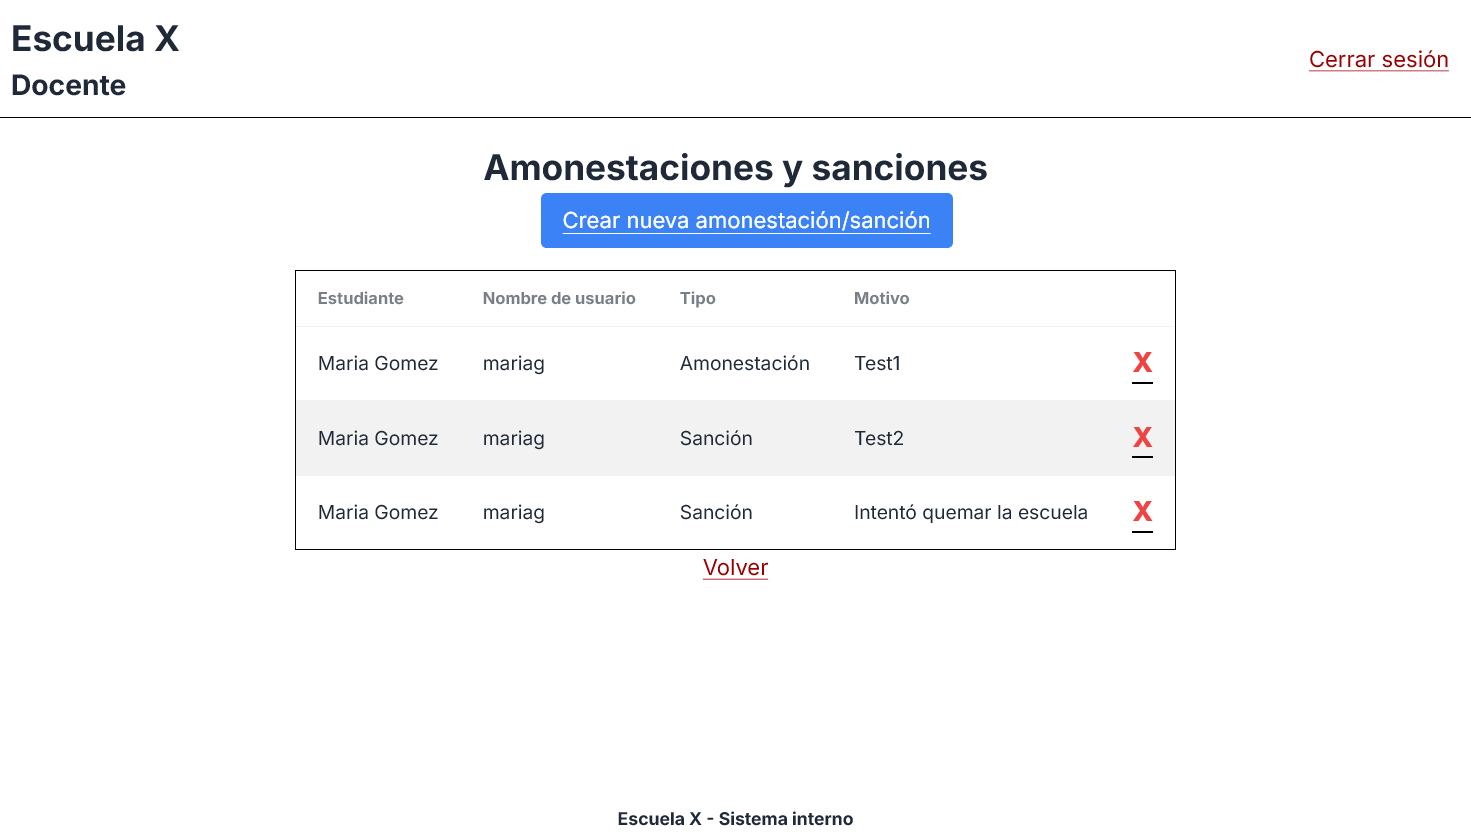 Escuela X
Docente
Cerrar sesión
Amonestaciones y sanciones
Crear nueva amonestación/sanción
Estudiante Nombre de usuario Tipo Motivo
Maria Gomez mariag Amonestación Test1 X
Maria Gomez mariag Sanción Test2 X
Maria Gomez mariag Sanción Intentó quemar la escuela X
Volver
Escuela X - Sistema interno